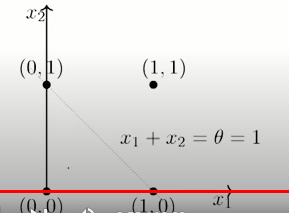 x₂
(0, 1) (1, 1)
x₁ + x₂ = θ = 1
(0, 0) (1, 0) x₁